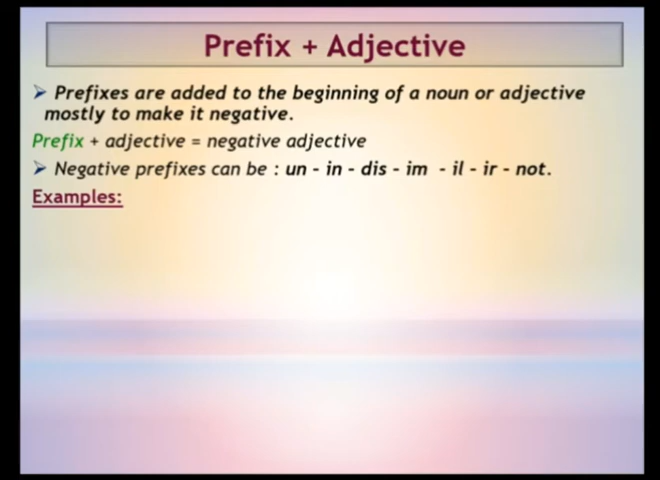 Prefix + Adjective
➢ Prefixes are added to the beginning of a noun or adjective
mostly to make it negative.
Prefix + adjective = negative adjective
➢ Negative prefixes can be : un - in - dis - im - il - ir - not.
Examples: